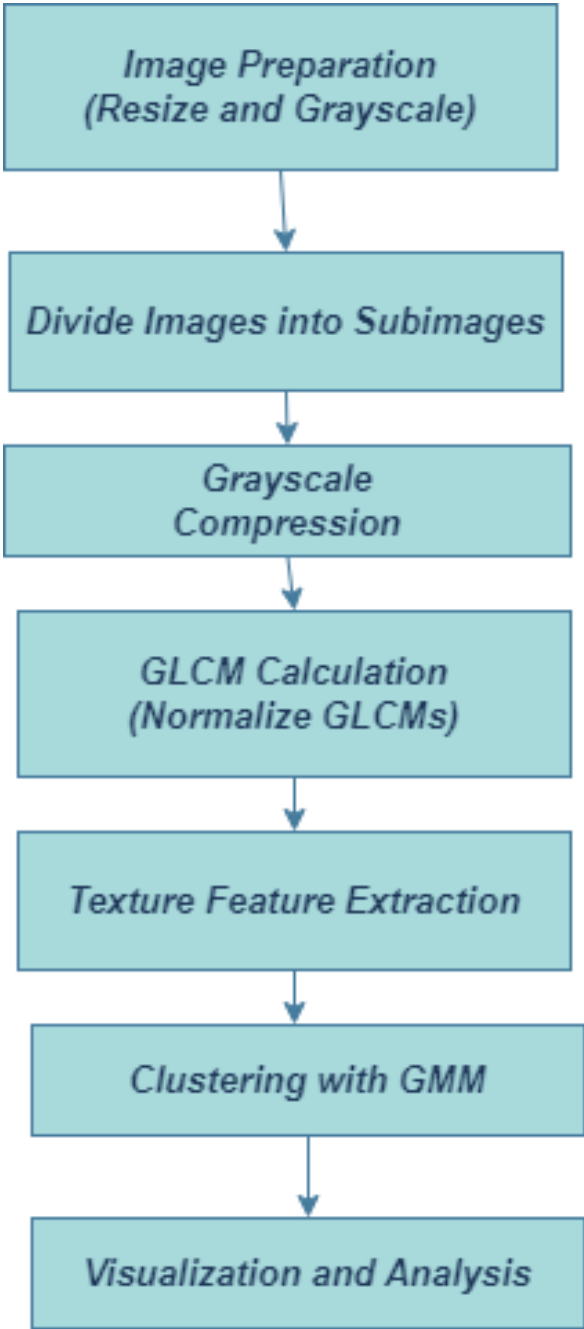 Image Preparation
(Resize and Grayscale)
Divide Images into Subimages
Grayscale
Compression
GLCM Calculation
(Normalize GLCMs)
Texture Feature Extraction
Clustering with GMM
Visualization and Analysis